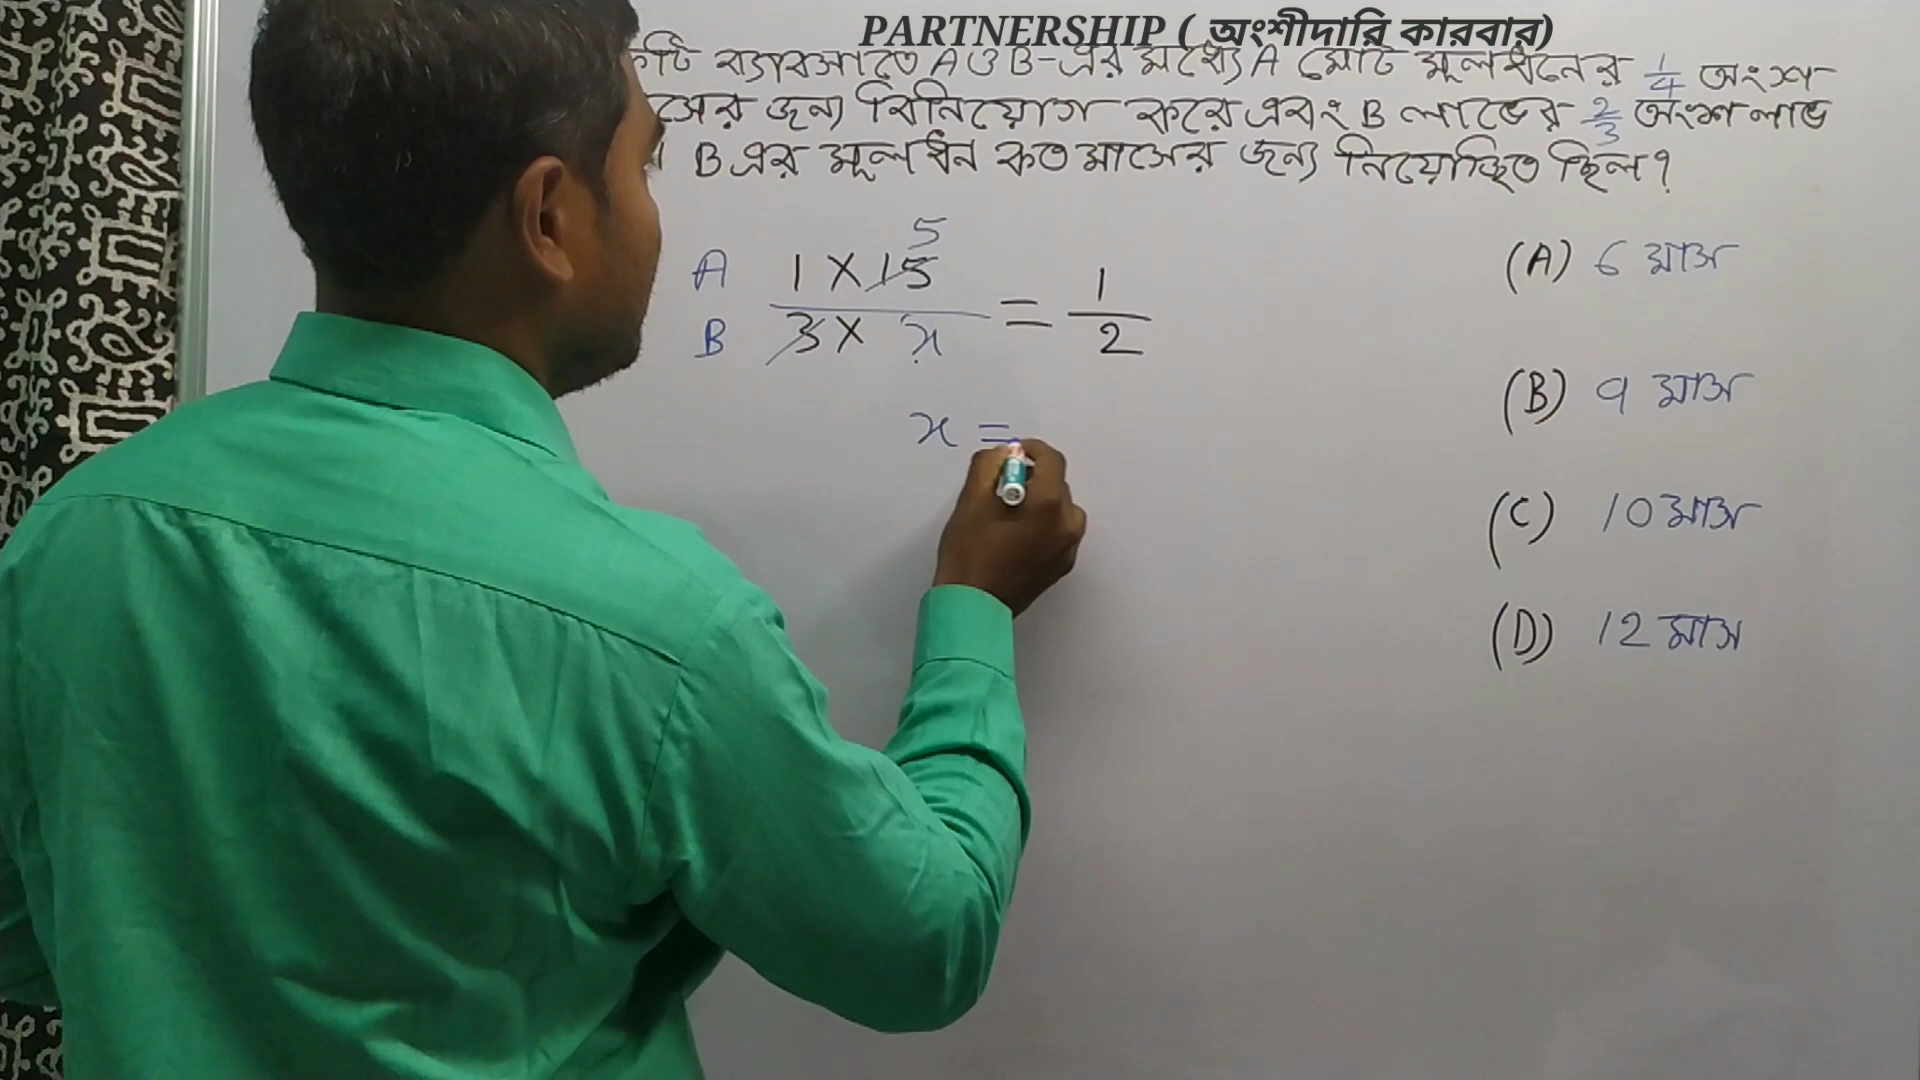 PARTNERSHIP ( অংশীদারি কারবার)
ব্যাবসাতে A ও B-এর মধ্যে A মোট মূলধনের 1/4 অংশ
জন্য বিনিয়োগ করে এবং B লাভের 2/3 অংশ লাভ
B এর মূলধন কত মাসের জন্য নিয়োজিত ছিল?
5
A 1 X 15 = 1
B 3 X x 2
x =
(A) 6 মাস
(B) 9 মাস
(C) 10 মাস
(D) 12 মাস